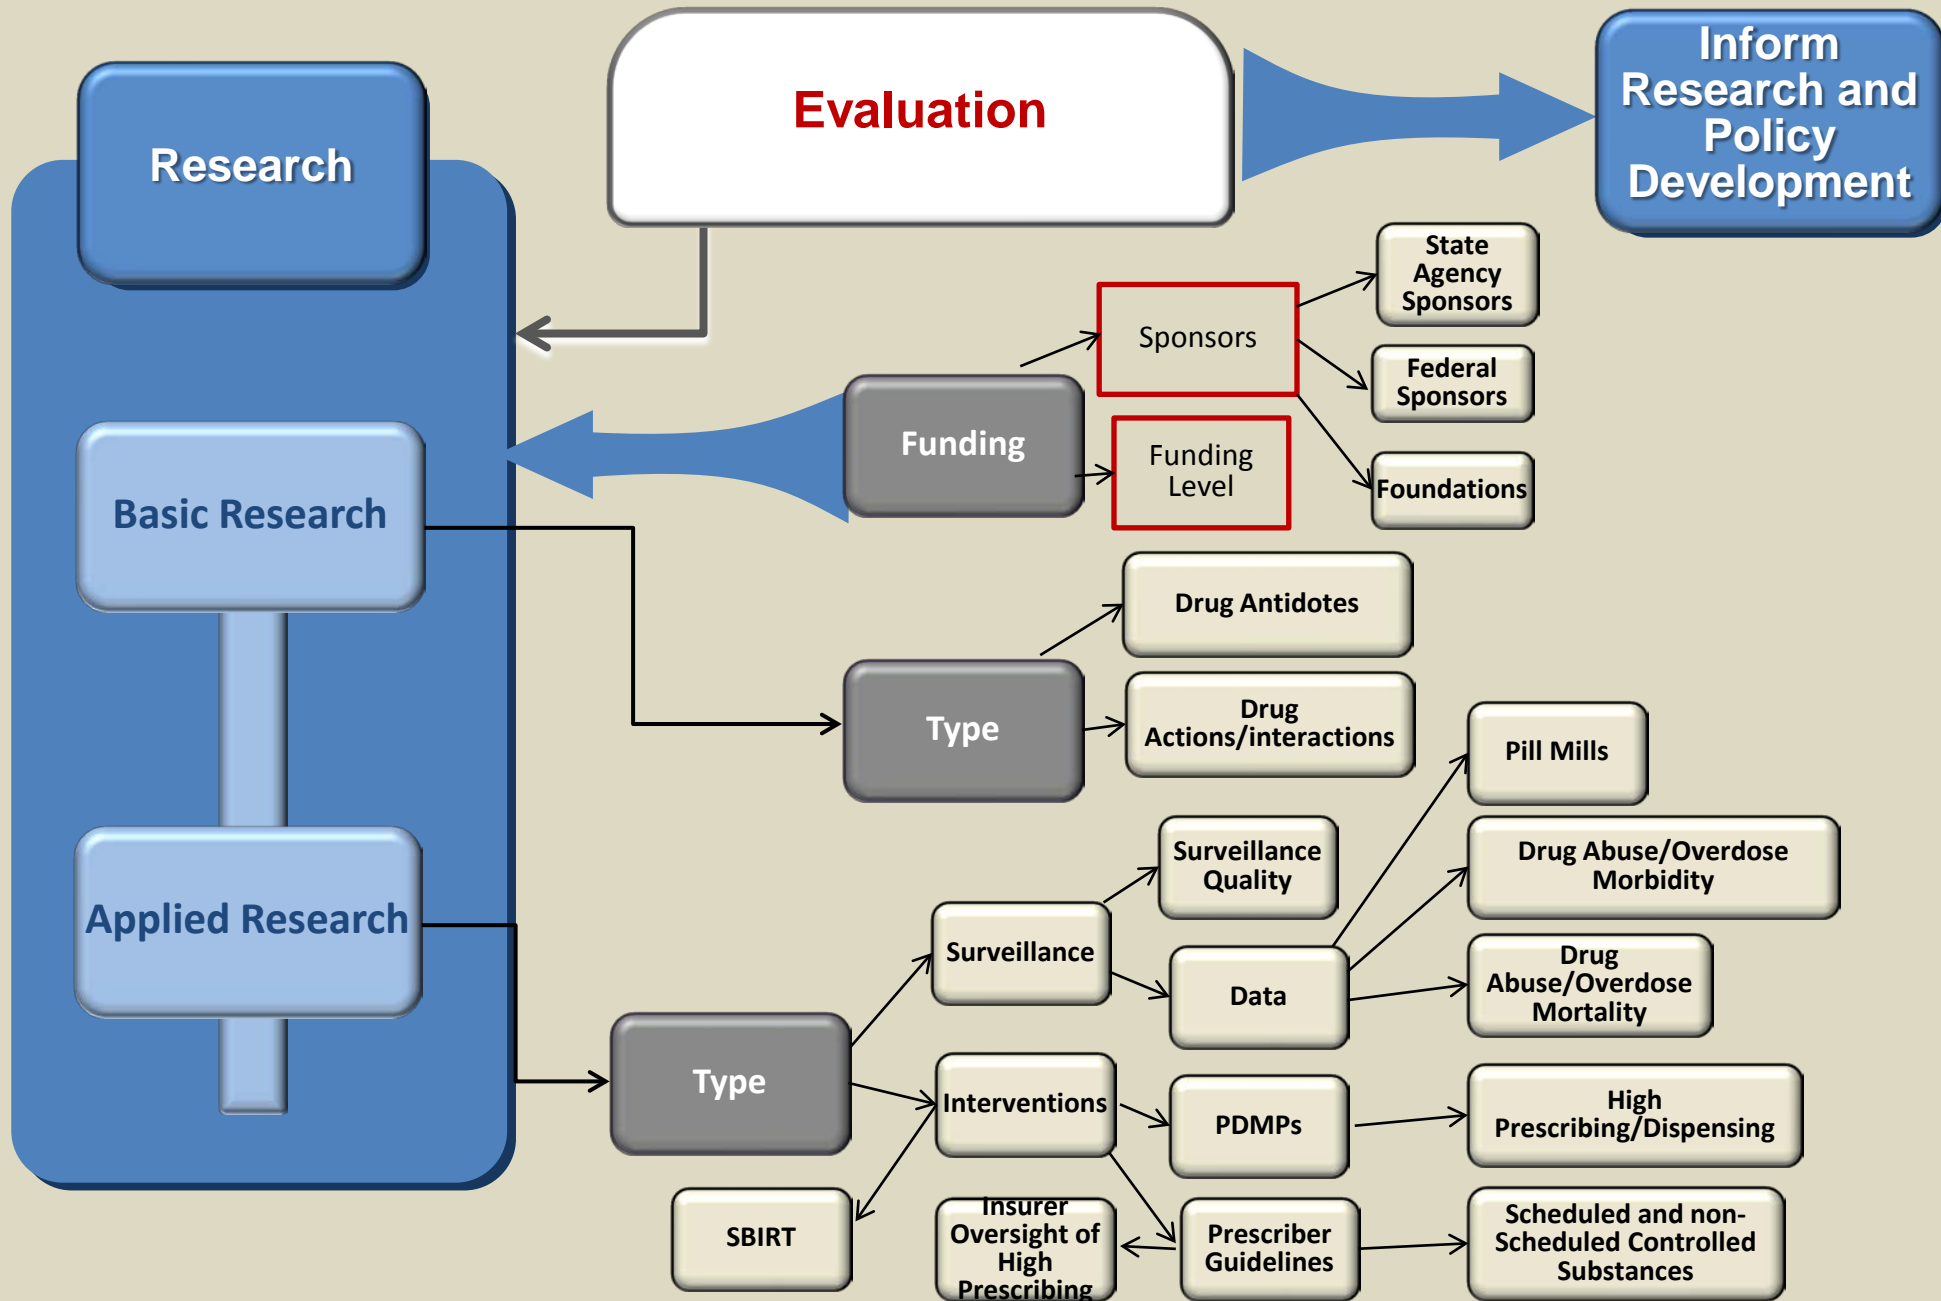 Research
Evaluation
Inform
Research and
Policy
Development
State
Agency
Sponsors
Sponsors
Federal
Sponsors
Funding
Funding
Level
Foundations
Basic Research
Drug Antidotes
Type
Drug
Actions/interactions
Pill Mills
Surveillance
Quality
Drug Abuse/Overdose
Morbidity
Applied Research
Surveillance
Data
Drug
Abuse/Overdose
Mortality
Type
Interventions
PDMPs
High
Prescribing/Dispensing
SBIRT
Insurer
Oversight of
High
Prescribing
Prescriber
Guidelines
Scheduled and non-
Scheduled Controlled
Substances